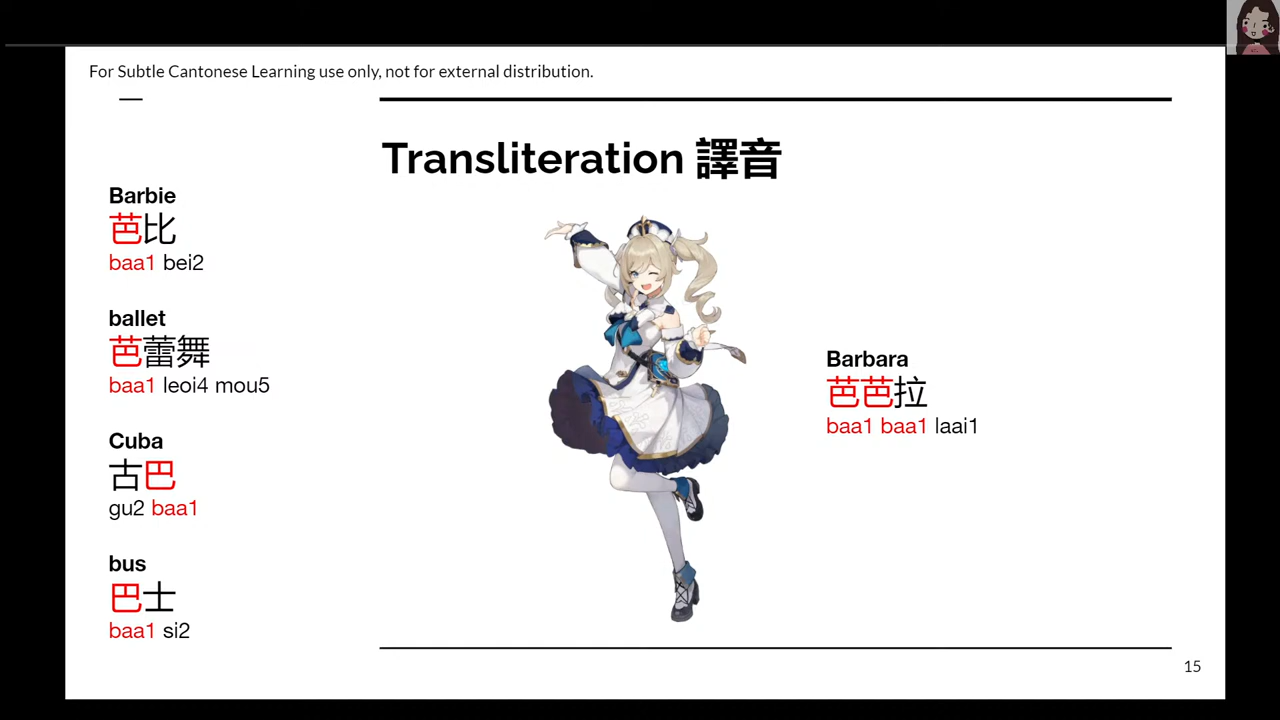 For Subtle Cantonese Learning use only, not for external distribution.
Transliteration 譯音
Barbie
芭比
baa1 bei2
ballet
芭蕾舞
baa1 leoi4 mou5
Cuba
古巴
gu2 baa1
bus
巴士
baa1 si2
Barbara
芭芭拉
baa1 baa1 laai1
15